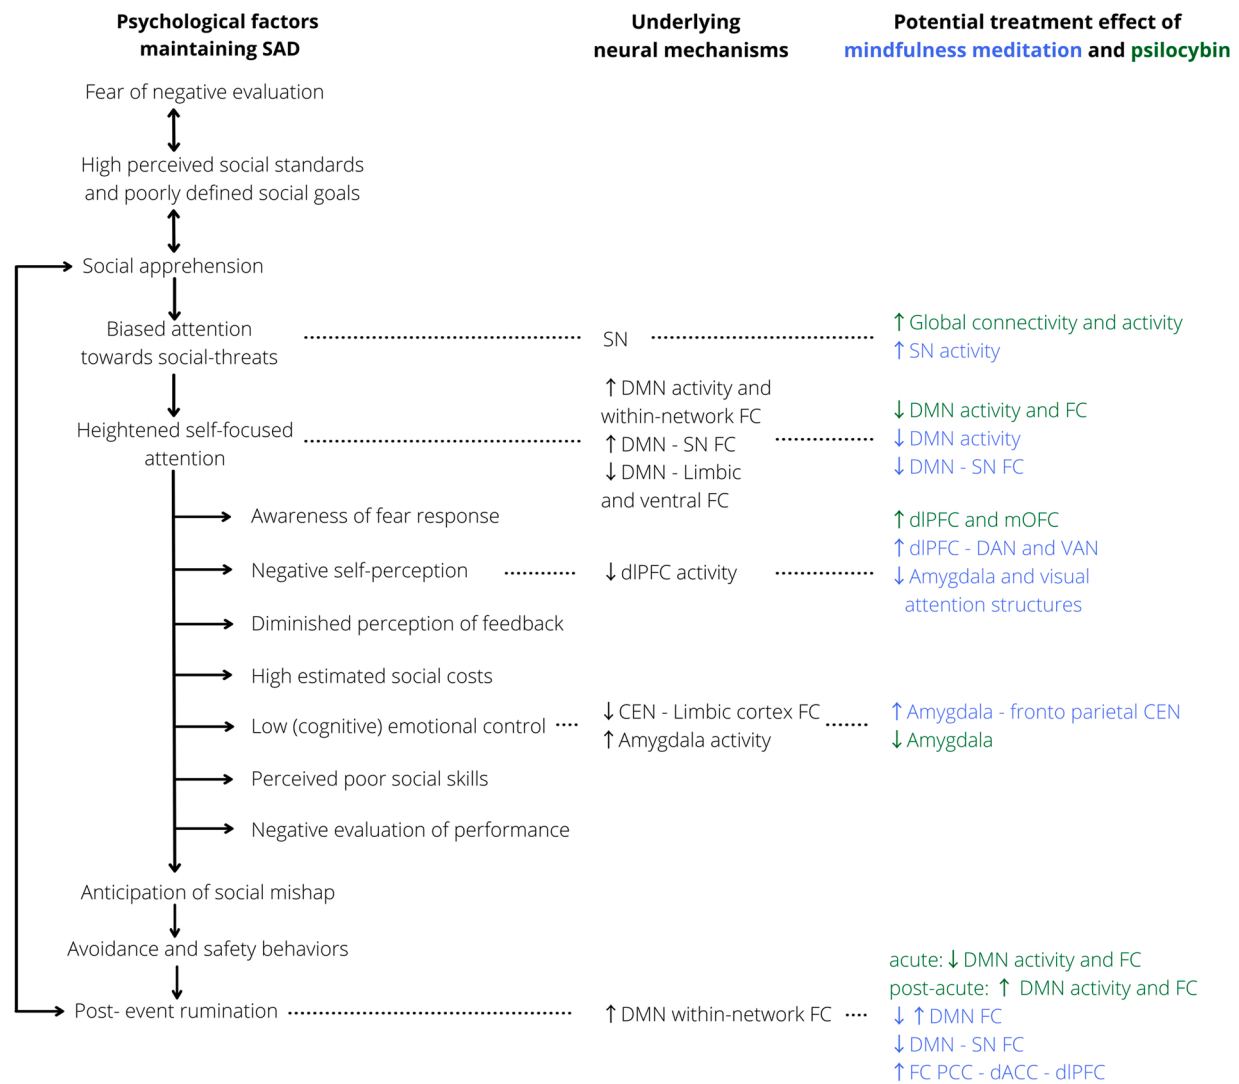 Psychological factors
maintaining SAD
Underlying
neural mechanisms
Potential treatment effect of
mindfulness meditation and psilocybin
Fear of negative evaluation
High perceived social standards
and poorly defined social goals
Social apprehension
Biased attention
towards social-threats
SN
↑ Global connectivity and activity
↑ SN activity
Heightened self-focused
attention
↑ DMN activity and
within-network FC
↑ DMN - SN FC
↓ DMN - Limbic
and ventral FC
↓ DMN activity and FC
↓ DMN activity
↓ DMN - SN FC
Awareness of fear response
Negative self-perception
↓ dlPFC activity
↑ dlPFC and mOFC
↑ dlPFC - DAN and VAN
↓ Amygdala and visual
attention structures
Diminished perception of feedback
High estimated social costs
Low (cognitive) emotional control
↓ CEN - Limbic cortex FC
↑ Amygdala activity
↑ Amygdala - fronto parietal CEN
↓ Amygdala
Perceived poor social skills
Negative evaluation of performance
Anticipation of social mishap
Avoidance and safety behaviors
Post- event rumination
↑ DMN within-network FC
acute: ↓ DMN activity and FC
post-acute: ↑ DMN activity and FC
↓ ↑ DMN FC
↓ DMN - SN FC
↑ FC PCC - dACC - dlPFC